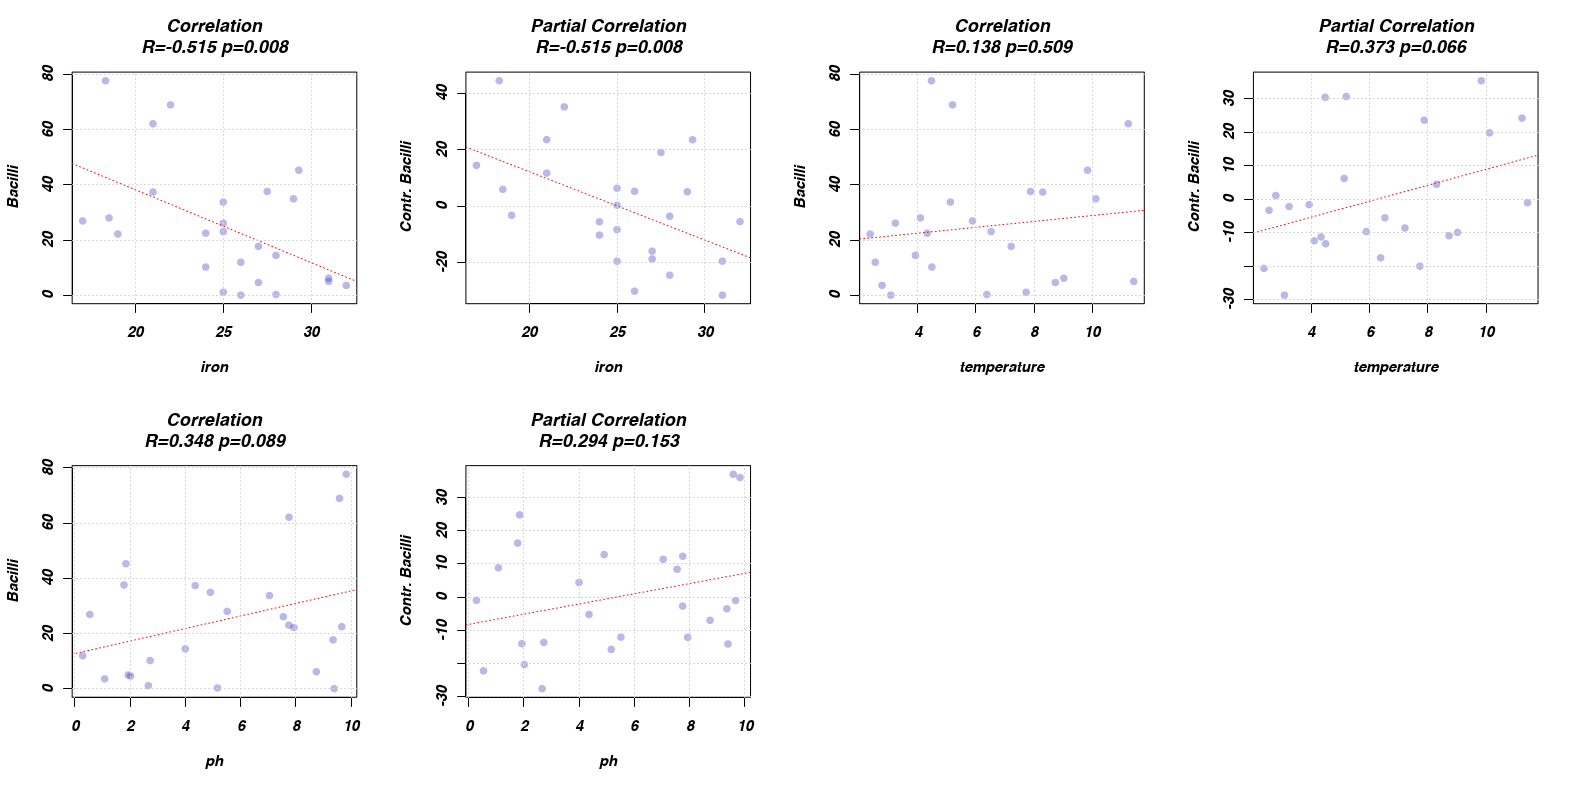 Correlation
R=-0.515 p=0.008
Bacilli
80
60
40
20
0
20 25 30
iron
Partial Correlation
R=-0.515 p=0.008
Contr. Bacilli
40
20
0
-20
20 25 30
iron
Correlation
R=0.138 p=0.509
Bacilli
80
60
40
20
0
4 6 8 10
temperature
Partial Correlation
R=0.373 p=0.066
Contr. Bacilli
30
20
10
0
-10
-30
4 6 8 10
temperature
Correlation
R=0.348 p=0.089
Bacilli
80
60
40
20
0
0 2 4 6 8 10
ph
Partial Correlation
R=0.294 p=0.153
Contr. Bacilli
30
20
10
0
-10
-30
0 2 4 6 8 10
ph